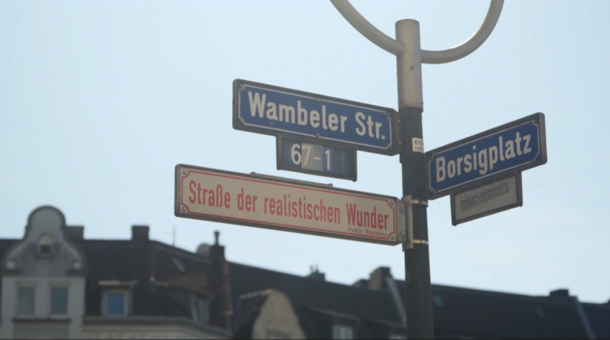 Wambeler Str.
67-1
Borsigplatz
Straße der realistischen Wunder